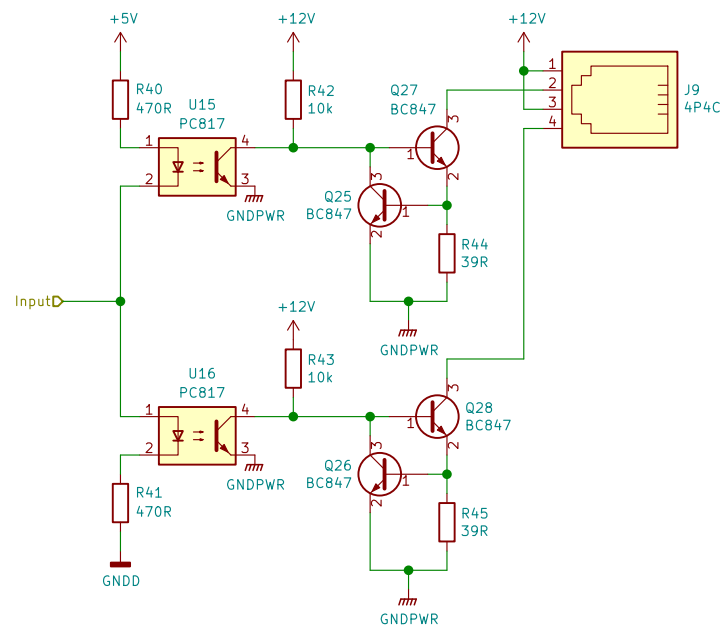 +5V
+12V
+12V
R40
470R
U15
PC817
R42
10k
Q27
BC847
J9
4P4C
1
2
3
4
1
2
4
3
GNDPWR
1
3
2
Q25
BC847
3
1
2
R44
39R
GNDPWR
Input
+12V
R43
10k
U16
PC817
1
2
4
3
GNDPWR
Q28
BC847
1
3
2
Q26
BC847
3
1
2
R41
470R
R45
39R
GNDD
GNDPWR